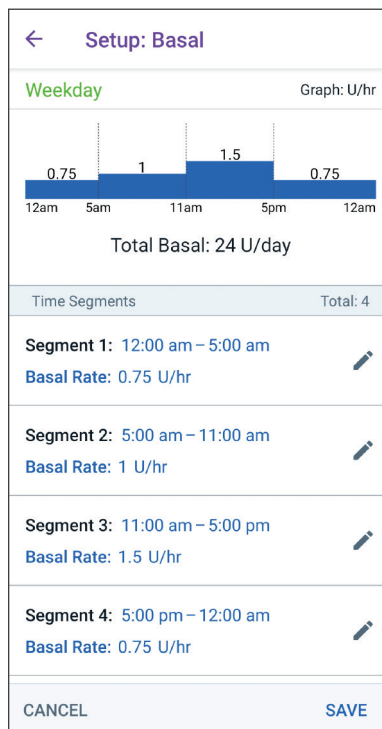 Setup: Basal
Weekday Graph: U/hr
0.75 1 1.5 0.75
12am 5am 11am 5pm 12am
Total Basal: 24 U/day
Time Segments Total: 4
Segment 1: 12:00 am – 5:00 am
Basal Rate: 0.75 U/hr
Segment 2: 5:00 am – 11:00 am
Basal Rate: 1 U/hr
Segment 3: 11:00 am – 5:00 pm
Basal Rate: 1.5 U/hr
Segment 4: 5:00 pm – 12:00 am
Basal Rate: 0.75 U/hr
CANCEL SAVE